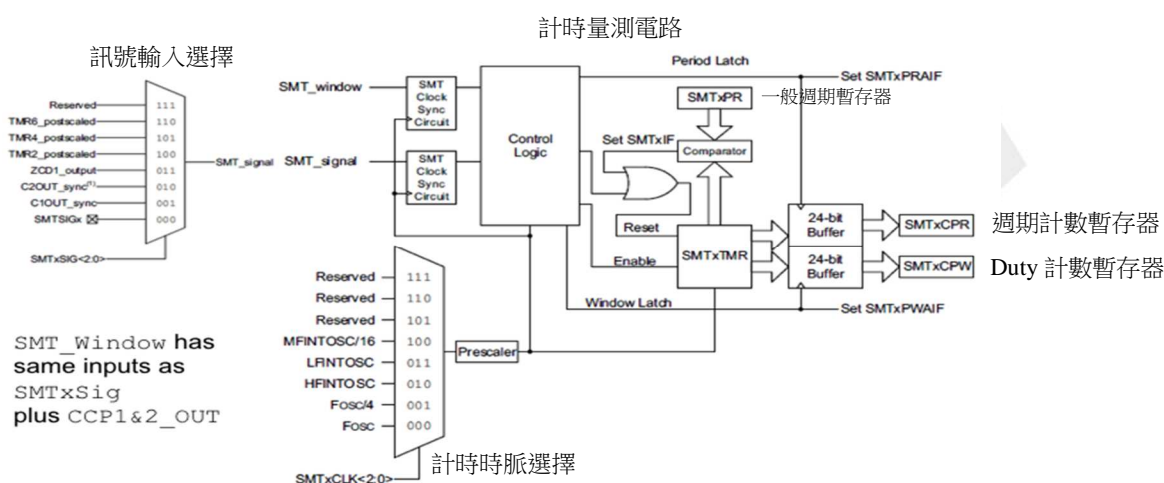 計時量測電路
訊號輸入選擇
Reserved 111
TMR6_postscaled 110
TMR4_postscaled 101
TMR2_postscaled 100
ZCD1_output 011
C2OUT_sync(1) 010
C1OUT_sync 001
SMTSIGx 000
SMT_signal
SMTxSIG<2:0>
SMT_window
SMT Clock Sync Circuit
SMT_signal
SMT Clock Sync Circuit
Control Logic
Period Latch
Set SMTxPRAIF
SMTxPR 一般週期暫存器
Set SMTxIF
Comparator
Reset
Enable
SMTxTMR
24-bit Buffer
SMTxCPR 週期計數暫存器
24-bit Buffer
SMTxCPW Duty 計數暫存器
Window Latch
Set SMTxPWAIF
Reserved 111
Reserved 110
Reserved 101
MFINTOSC/16 100
LFINTOSC 011
HFINTOSC 010
Fosc/4 001
Fosc 000
Prescaler
SMTxCLK<2:0>
計時時脈選擇
SMT_Window has
same inputs as
SMTxSig
plus CCP1&2_OUT